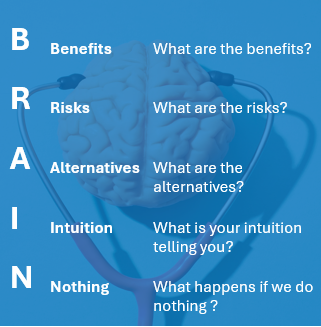 B Benefits What are the benefits?
R Risks What are the risks?
A Alternatives What are the
alternatives?
I Intuition What is your intuition
telling you?
N Nothing What happens if we do
nothing ?